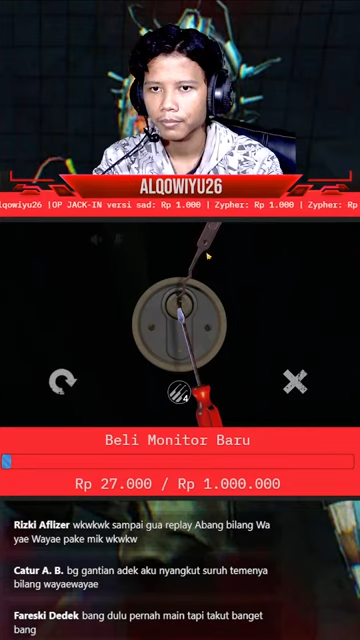 ALQOWIYU26
lqowiyu26 |OP JACK-IN versi sad: Rp 1.000 | Zypher: Rp 1.000 | Zypher: Rp
4
Beli Monitor Baru
Rp 27.000 / Rp 1.000.000
Rizki Aflizer wkwkwk sampai gua replay Abang bilang Wa
yae Wayae pake mik wkwkw
Catur A. B. bg gantian adek aku nyangkut suruh temenya
bilang wayaewayae
Fareski Dedek bang dulu pernah main tapi takut banget
bang